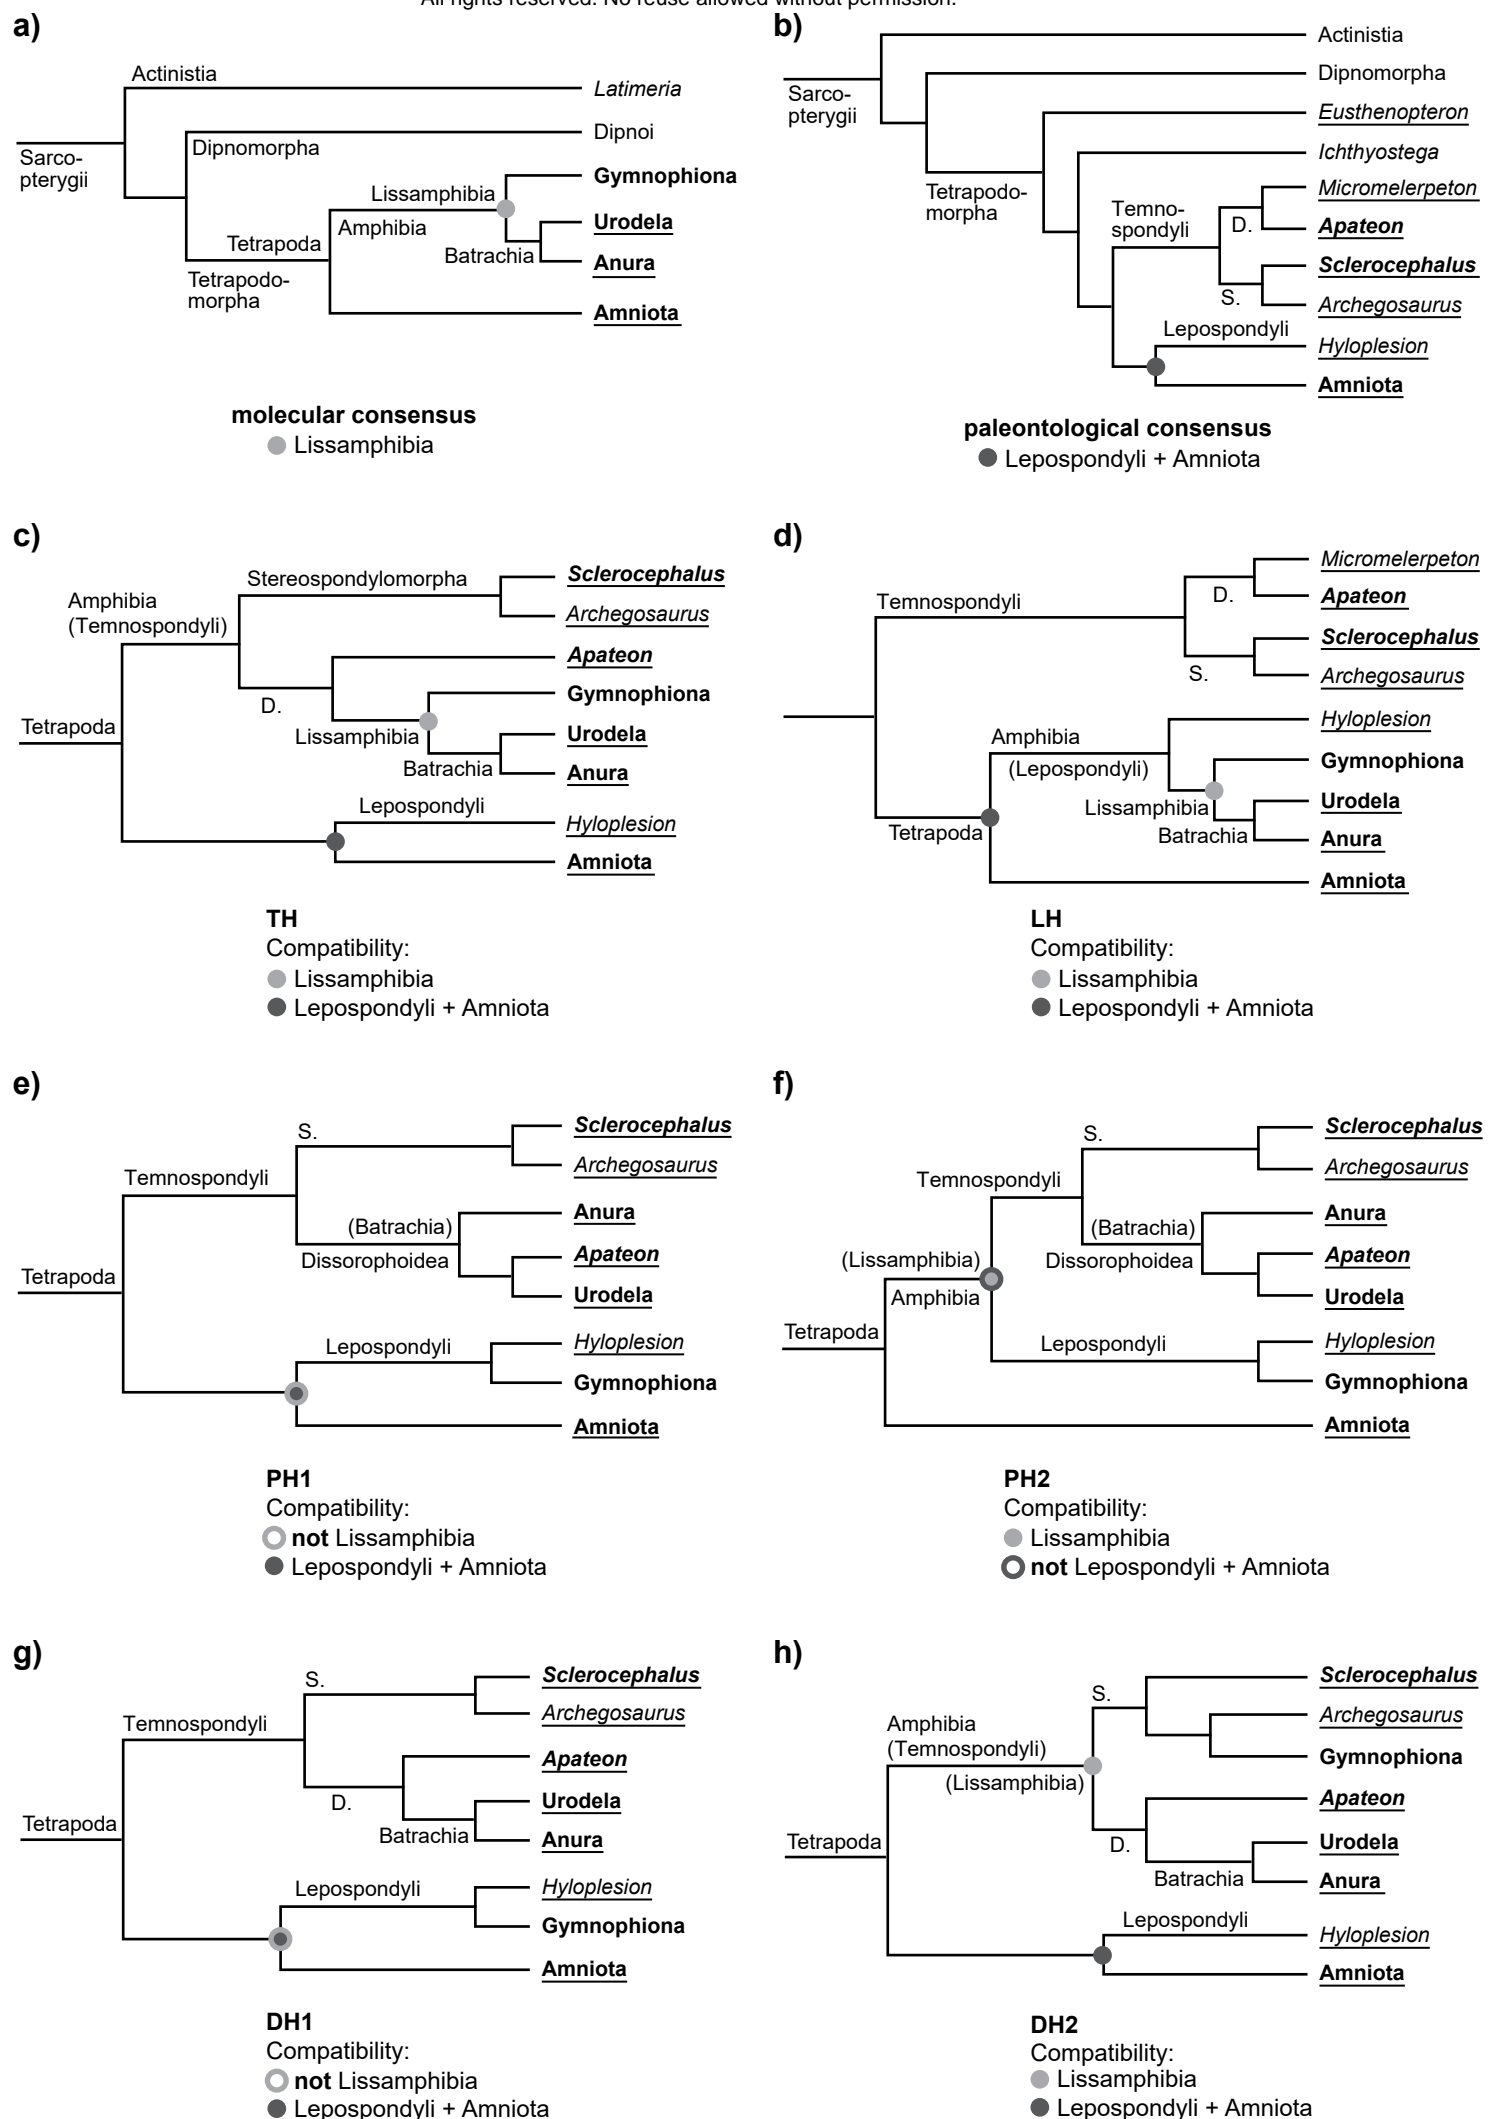 All rights reserved. No reuse allowed without permission.
a)
Actinistia
Latimeria
Dipnoi
Sarco-
pterygii
Dipnomorpha
Gymnophiona
Lissamphibia
Amphibia
Urodela
Tetrapoda
Batrachia
Anura
Tetrapodo-
morpha
Amniota
molecular consensus
Lissamphibia
b)
Actinistia
Dipnomorpha
Sarco-
pterygii
Eusthenopteron
Ichthyostega
Tetrapodo-
morpha
Temno-
spondyli
Micromelerpeton
D.
Apateon
Sclerocephalus
S.
Archegosaurus
Lepospondyli
Hyloplesion
Amniota
paleontological consensus
Lepospondyli + Amniota
c)
Stereospondylomorpha
Sclerocephalus
Amphibia
(Temnospondyli)
Archegosaurus
Apateon
D.
Gymnophiona
Tetrapoda
Lissamphibia
Urodela
Batrachia
Anura
Lepospondyli
Hyloplesion
Amniota
TH
Compatibility:
Lissamphibia
Lepospondyli + Amniota
d)
Micromelerpeton
Temnospondyli
D.
Apateon
Sclerocephalus
S.
Archegosaurus
Hyloplesion
Amphibia
(Lepospondyli)
Gymnophiona
Lissamphibia
Urodela
Tetrapoda
Batrachia
Anura
Amniota
LH
Compatibility:
Lissamphibia
Lepospondyli + Amniota
e)
S.
Sclerocephalus
Archegosaurus
Temnospondyli
Anura
(Batrachia)
Dissorophoidea
Apateon
Tetrapoda
Urodela
Lepospondyli
Hyloplesion
Gymnophiona
Amniota
PH1
Compatibility:
not Lissamphibia
Lepospondyli + Amniota
f)
S.
Sclerocephalus
Archegosaurus
Temnospondyli
Anura
(Batrachia)
Dissorophoidea
(Lissamphibia)
Apateon
Amphibia
Urodela
Tetrapoda
Lepospondyli
Hyloplesion
Gymnophiona
Amniota
PH2
Compatibility:
Lissamphibia
not Lepospondyli + Amniota
g)
S.
Sclerocephalus
Archegosaurus
Temnospondyli
Apateon
D.
Urodela
Tetrapoda
Batrachia
Anura
Lepospondyli
Hyloplesion
Gymnophiona
Amniota
DH1
Compatibility:
not Lissamphibia
Lepospondyli + Amniota
h)
S.
Sclerocephalus
Amphibia
(Temnospondyli)
Archegosaurus
Gymnophiona
(Lissamphibia)
Apateon
D.
Urodela
Tetrapoda
Batrachia
Anura
Lepospondyli
Hyloplesion
Amniota
DH2
Compatibility:
Lissamphibia
Lepospondyli + Amniota